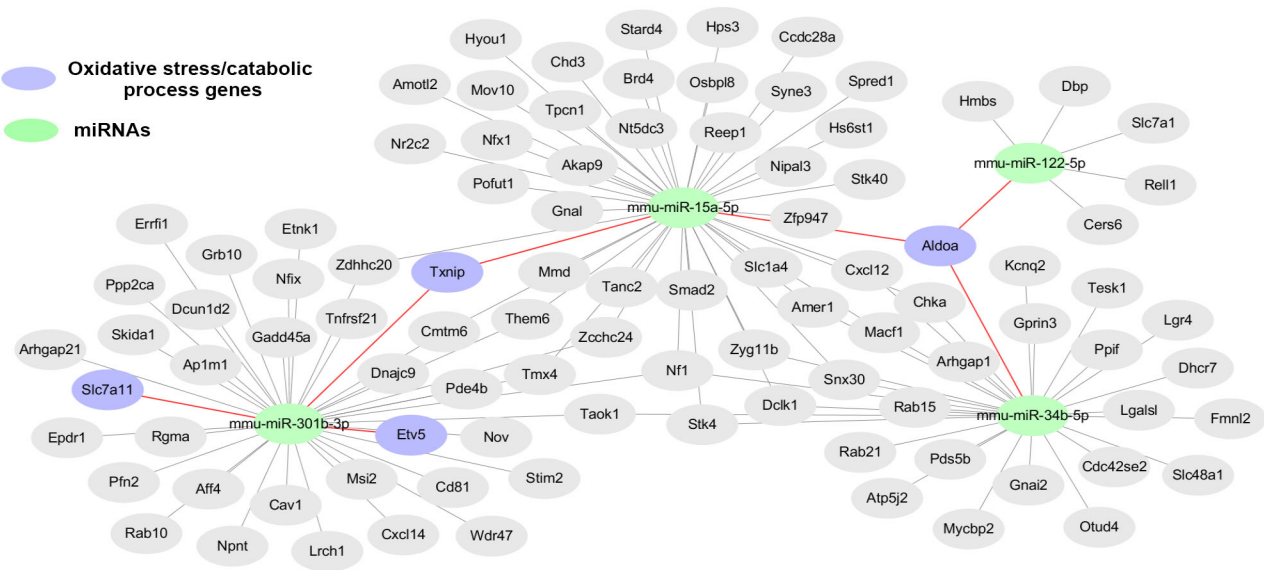 Oxidative stress/catabolic
process genes
miRNAs
Hyou1
Stard4
Hps3
Ccdc28a
Chd3
Amotl2
Mov10
Brd4
Osbpl8
Syne3
Spred1
Tpcn1
Nr2c2
Nfx1
Nt5dc3
Reep1
Hs6st1
Akap9
Nipal3
Pofut1
Stk40
Gnal
mmu-miR-15a-5p
Zfp947
Hmbs
Dbp
Slc7a1
mmu-miR-122-5p
Rell1
Cers6
Aldoa
Errfi1
Etnk1
Grb10
Zdhhc20
Txnip
Mmd
Tanc2
Smad2
Slc1a4
Cxcl12
Kcnq2
Tesk1
Ppp2ca
Nfix
Dcun1d2
Tnfrsf21
Gadd45a
Cmtm6
Them6
Zcchc24
Amer1
Chka
Macf1
Gprin3
Lgr4
Skida1
Arhgap21
Ap1m1
Zyg11b
Arhgap1
Ppif
Dhcr7
Slc7a11
Dnajc9
Pde4b
Tmx4
Nf1
Snx30
mmu-miR-301b-3p
Taok1
Dclk1
Stk4
Rab15
mmu-miR-34b-5p
Lgalsl
Fmnl2
Epdr1
Rgma
Etv5
Nov
Rab21
Pds5b
Cdc42se2
Slc48a1
Pfn2
Aff4
Msi2
Cd81
Stim2
Atp5j2
Gnai2
Rab10
Cav1
Npnt
Lrch1
Cxcl14
Wdr47
Mycbp2
Otud4